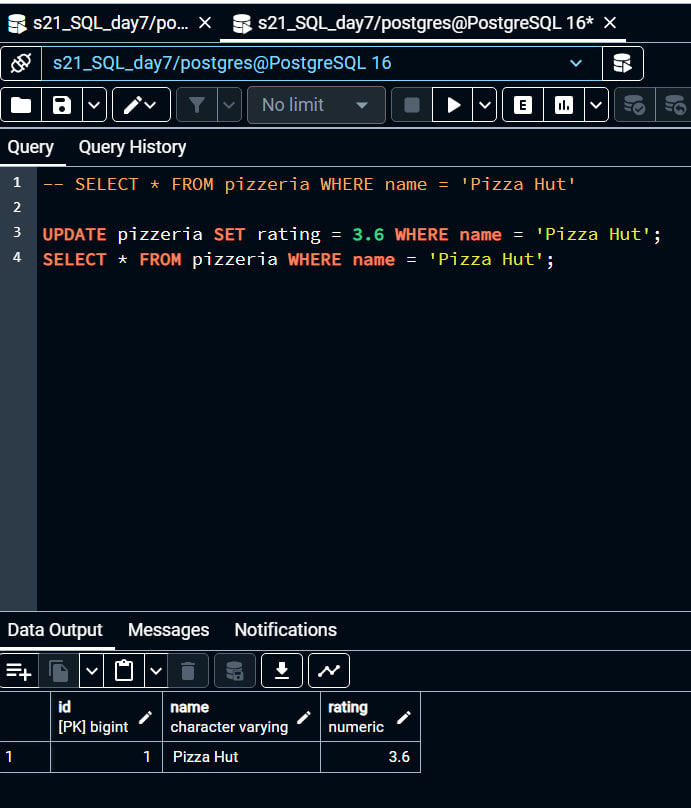 s21_SQL_day7/po... × s21_SQL_day7/postgres@PostgreSQL 16* ×
s21_SQL_day7/postgres@PostgreSQL 16
No limit E
Query Query History
1 -- SELECT * FROM pizzeria WHERE name = 'Pizza Hut'
2
3 UPDATE pizzeria SET rating = 3.6 WHERE name = 'Pizza Hut';
4 SELECT * FROM pizzeria WHERE name = 'Pizza Hut';
Data Output Messages Notifications
id name rating
[PK] bigint character varying numeric
1 1 Pizza Hut 3.6